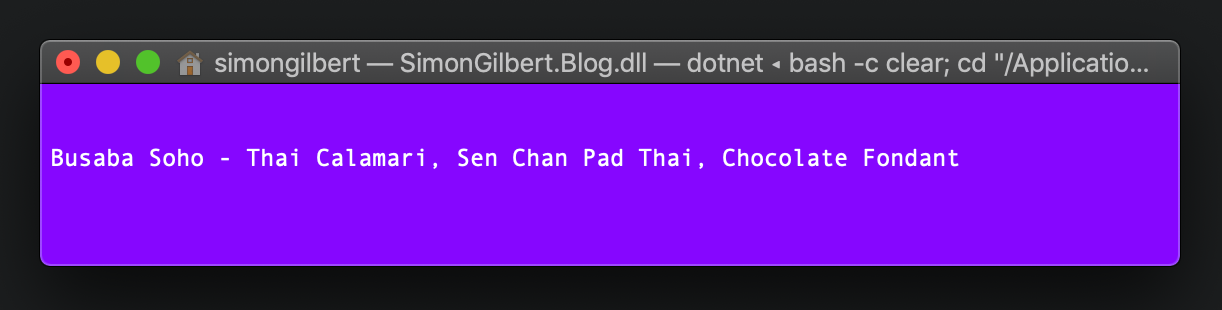 simongilbert — SimonGilbert.Blog.dll — dotnet ◂ bash -c clear; cd "/Applicatio...
Busaba Soho - Thai Calamari, Sen Chan Pad Thai, Chocolate Fondant